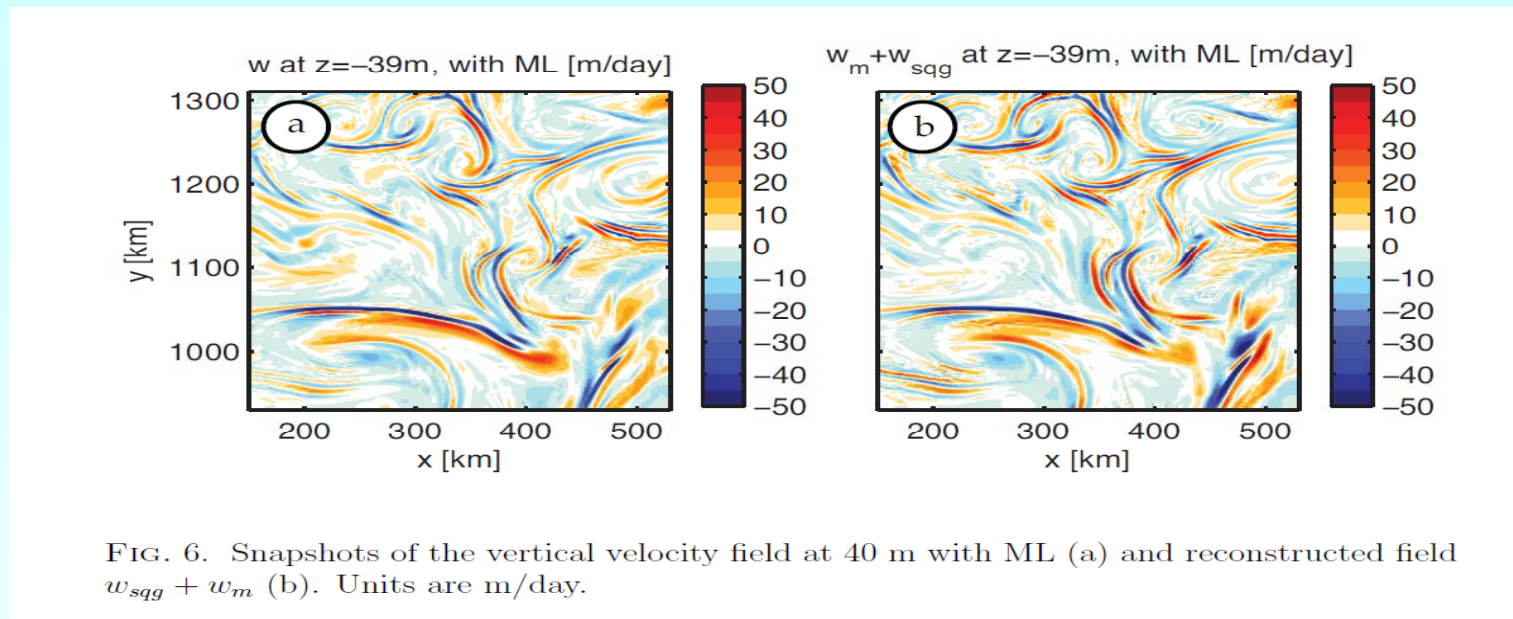 w at z=−39m, with ML [m/day]
w_m+w_sqg at z=−39m, with ML [m/day]
a
1300
1200
1100
1000
y [km]
200 300 400 500
x [km]
50
40
30
20
10
0
−10
−20
−30
−40
−50
b
200 300 400 500
x [km]
50
40
30
20
10
0
−10
−20
−30
−40
−50
FIG. 6. Snapshots of the vertical velocity field at 40 m with ML (a) and reconstructed field
w_sqg + w_m (b). Units are m/day.